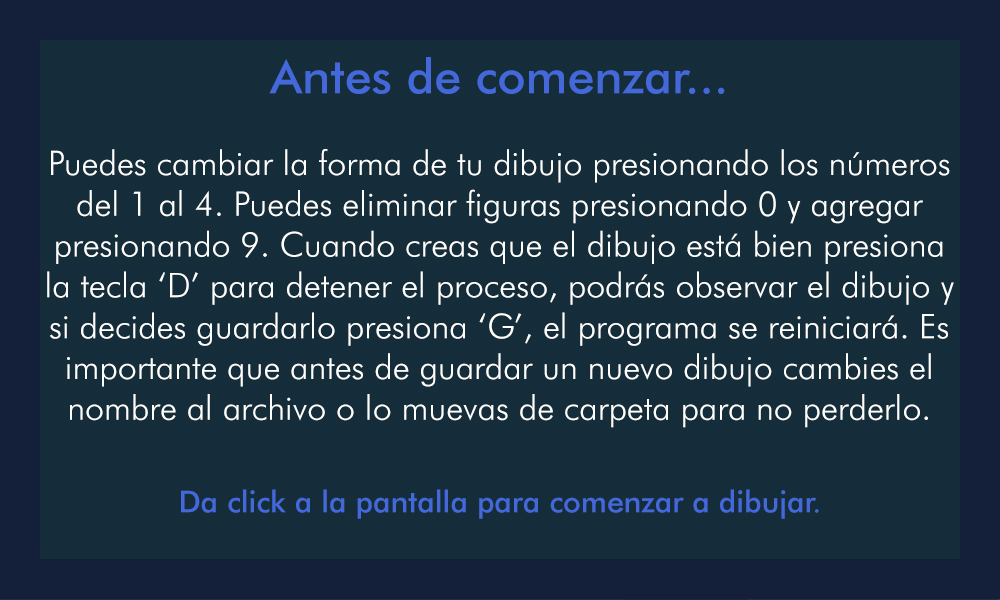 Antes de comenzar...
Puedes cambiar la forma de tu dibujo presionando los números
del 1 al 4. Puedes eliminar figuras presionando 0 y agregar
presionando 9. Cuando creas que el dibujo está bien presiona
la tecla ‘D’ para detener el proceso, podrás observar el dibujo y
si decides guardarlo presiona ‘G’, el programa se reiniciará. Es
importante que antes de guardar un nuevo dibujo cambies el
nombre al archivo o lo muevas de carpeta para no perderlo.
Da click a la pantalla para comenzar a dibujar.